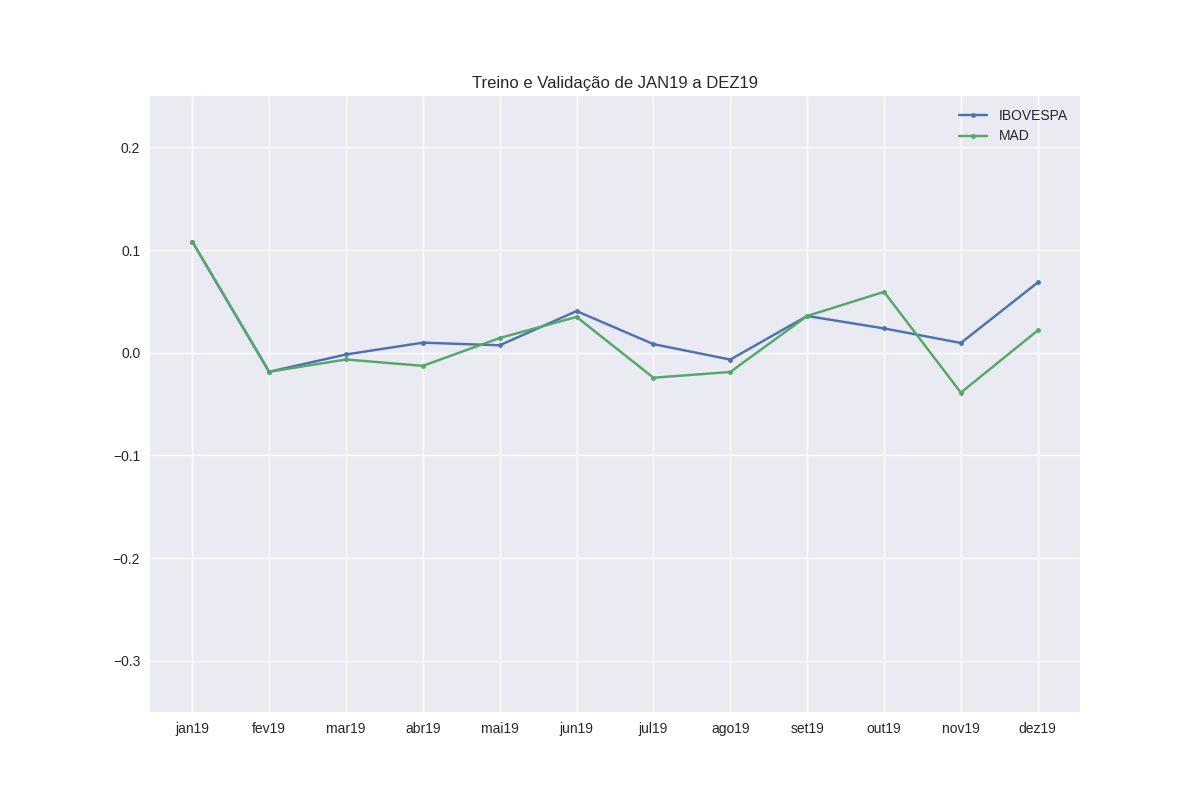 Treino e Validação de JAN19 a DEZ19
IBOVESPA
MAD
0.2
0.1
0.0
−0.1
−0.2
−0.3
jan19 fev19 mar19 abr19 mai19 jun19 jul19 ago19 set19 out19 nov19 dez19